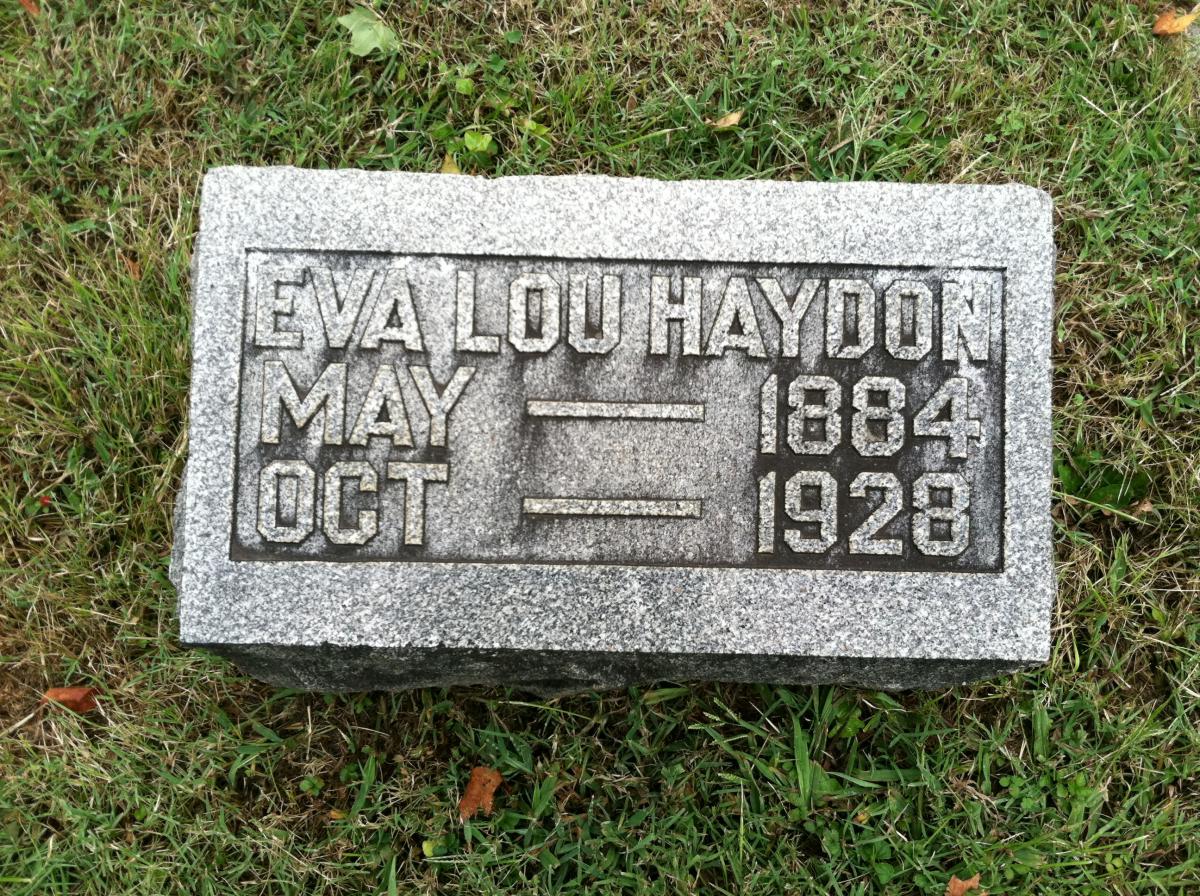 EVA LOU HAYDON
MAY — 1884
OCT — 1928